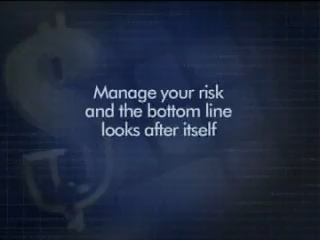 Manage your risk
and the bottom line
looks after itself